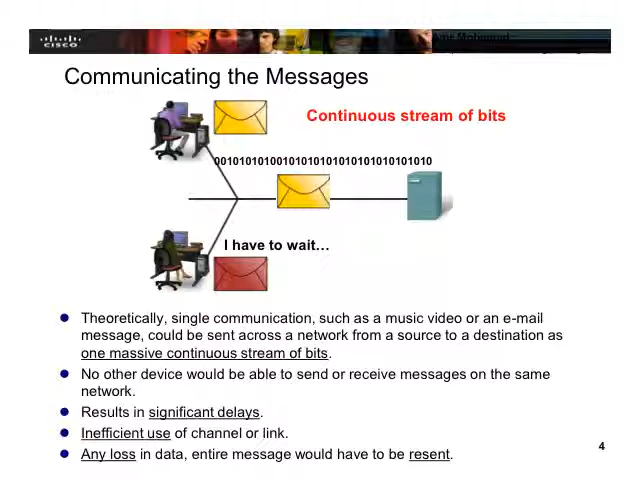 CISCO
Communicating the Messages
Continuous stream of bits
0010101010010101010101010101010101010
I have to wait…
Theoretically, single communication, such as a music video or an e-mail
message, could be sent across a network from a source to a destination as
one massive continuous stream of bits.
No other device would be able to send or receive messages on the same
network.
Results in significant delays.
Inefficient use of channel or link.
Any loss in data, entire message would have to be resent.
4